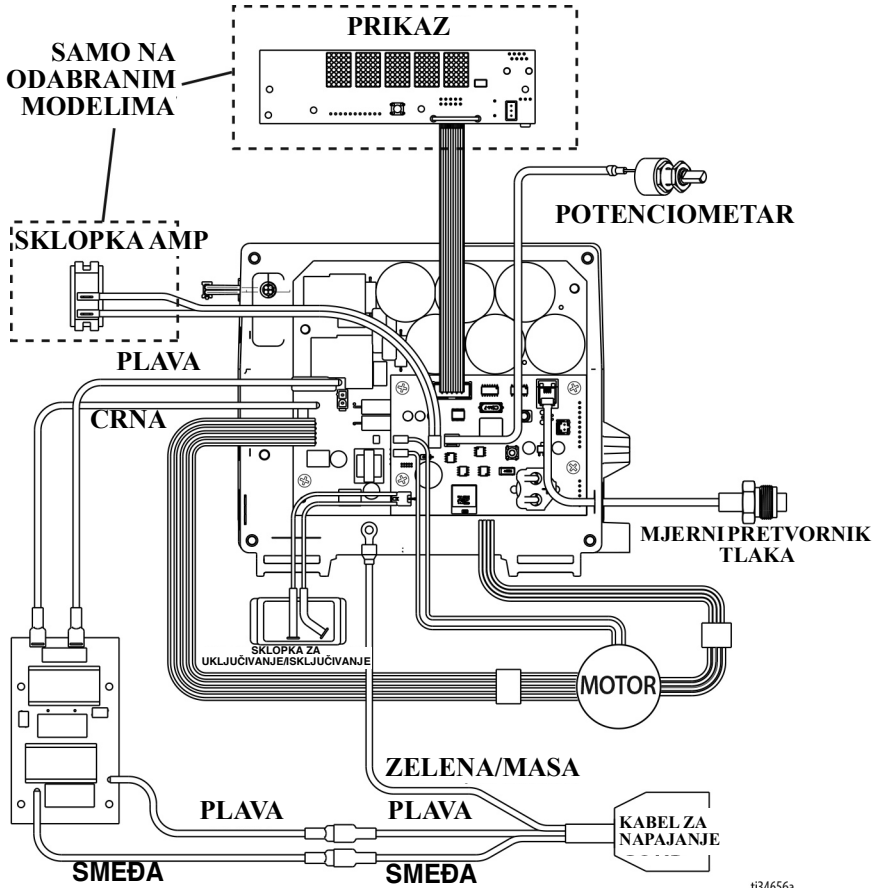 PRIKAZ
SAMO NA
ODABRANIM
MODELIMA
POTENCIOMETAR
SKLOPKA AMP
PLAVA
CRNA
MJERNI PRETVORNIK
TLAKA
SKLOPKA ZA
UKLJUČIVANJE/ISKLJUČIVANJE
MOTOR
ZELENA/MASA
PLAVA
PLAVA
KABEL ZA
NAPAJANJE
SMEĐA
SMEĐA
ti34656a